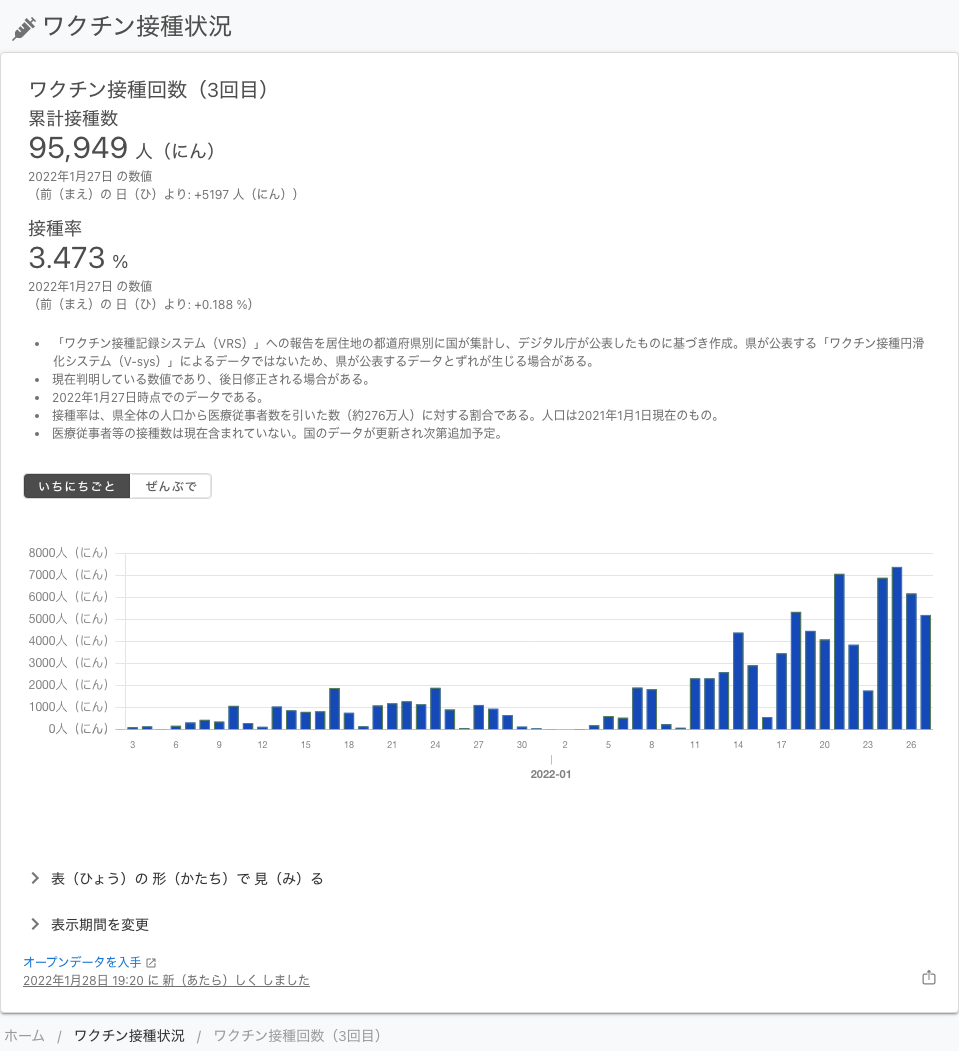 ワクチン接種状況
ワクチン接種回数（3回目）
累計接種数
95,949 人（にん）
2022年1月27日 の数値
（前（まえ）の 日（ひ）より: +5197 人（にん））
接種率
3.473 %
2022年1月27日 の数値
（前（まえ）の 日（ひ）より: +0.188 %）
• 「ワクチン接種記録システム（VRS）」への報告を居住地の都道府県別に国が集計し、デジタル庁が公表したものに基づき作成。県が公表する「ワクチン接種円滑
化システム（V-sys）」によるデータではないため、県が公表するデータとずれが生じる場合がある。
• 現在判明している数値であり、後日修正される場合がある。
• 2022年1月27日時点でのデータである。
• 接種率は、県全体の人口から医療従事者数を引いた数（約276万人）に対する割合である。人口は2021年1月1日現在のもの。
• 医療従事者等の接種数は現在含まれていない。国のデータが更新され次第追加予定。
いちにちごと ぜんぶで
8000人（にん）
7000人（にん）
6000人（にん）
5000人（にん）
4000人（にん）
3000人（にん）
2000人（にん）
1000人（にん）
0人（にん）
3 6 9 12 15 18 21 24 27 30 2 5 8 11 14 17 20 23 26
2022-01
表（ひょう）の 形（かたち）で 見（み）る
表示期間を変更
オープンデータを入手
2022年1月28日 19:20 に 新（あたら）しく しました
ホーム / ワクチン接種状況 / ワクチン接種回数（3回目）